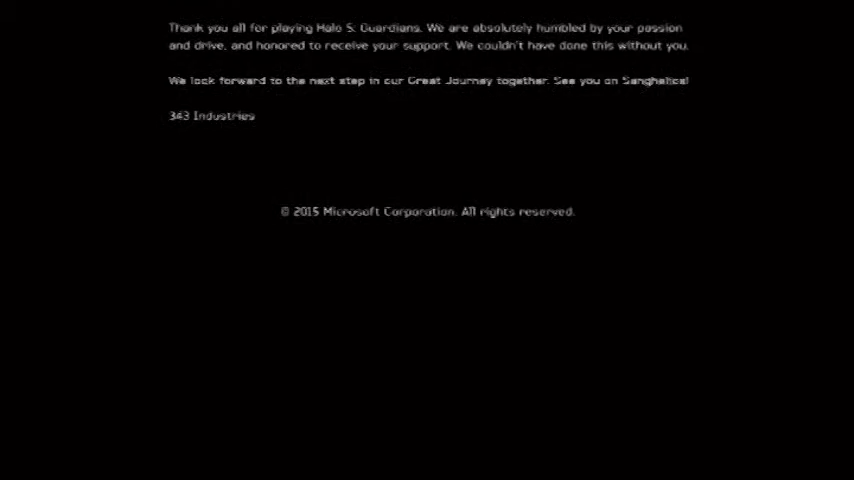 Thank you all for playing Halo 5: Guardians. We are absolutely humbled by your passion
and drive, and honored to receive your support. We couldn't have done this without you.
We look forward to the next step in our Great Journey together. See you on Sanghelios!
343 Industries
© 2015 Microsoft Corporation. All rights reserved.